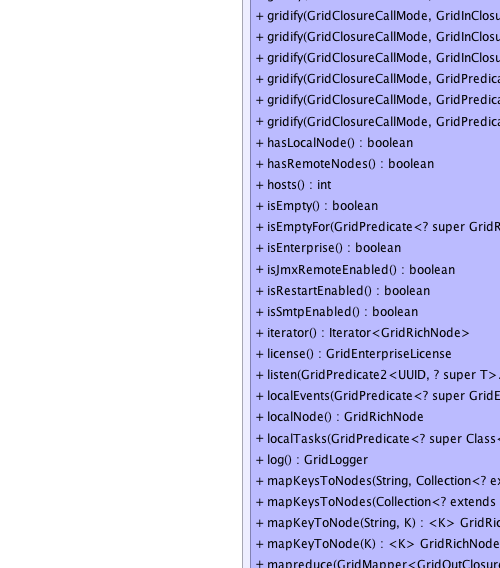 + gridify(GridClosureCallMode, GridInClosu
+ gridify(GridClosureCallMode, GridInClosu
+ gridify(GridClosureCallMode, GridInClosu
+ gridify(GridClosureCallMode, GridPredica
+ gridify(GridClosureCallMode, GridPredica
+ gridify(GridClosureCallMode, GridPredica
+ hasLocalNode() : boolean
+ hasRemoteNodes() : boolean
+ hosts() : int
+ isEmpty() : boolean
+ isEmptyFor(GridPredicate<? super GridR
+ isEnterprise() : boolean
+ isJmxRemoteEnabled() : boolean
+ isRestartEnabled() : boolean
+ isSmtpEnabled() : boolean
+ iterator() : Iterator<GridRichNode>
+ license() : GridEnterpriseLicense
+ listen(GridPredicate2<UUID, ? super T>.
+ localEvents(GridPredicate<? super GridE
+ localNode() : GridRichNode
+ localTasks(GridPredicate<? super Class<
+ log() : GridLogger
+ mapKeysToNodes(String, Collection<? ex
+ mapKeysToNodes(Collection<? extends
+ mapKeyToNode(String, K) : <K> GridRic
+ mapKeyToNode(K) : <K> GridRichNode
+ mapreduce(GridMapper<GridOutClosure